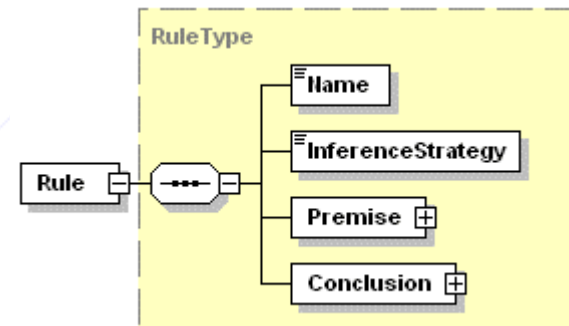 RuleType
Name
InferenceStrategy
Rule
Premise
Conclusion